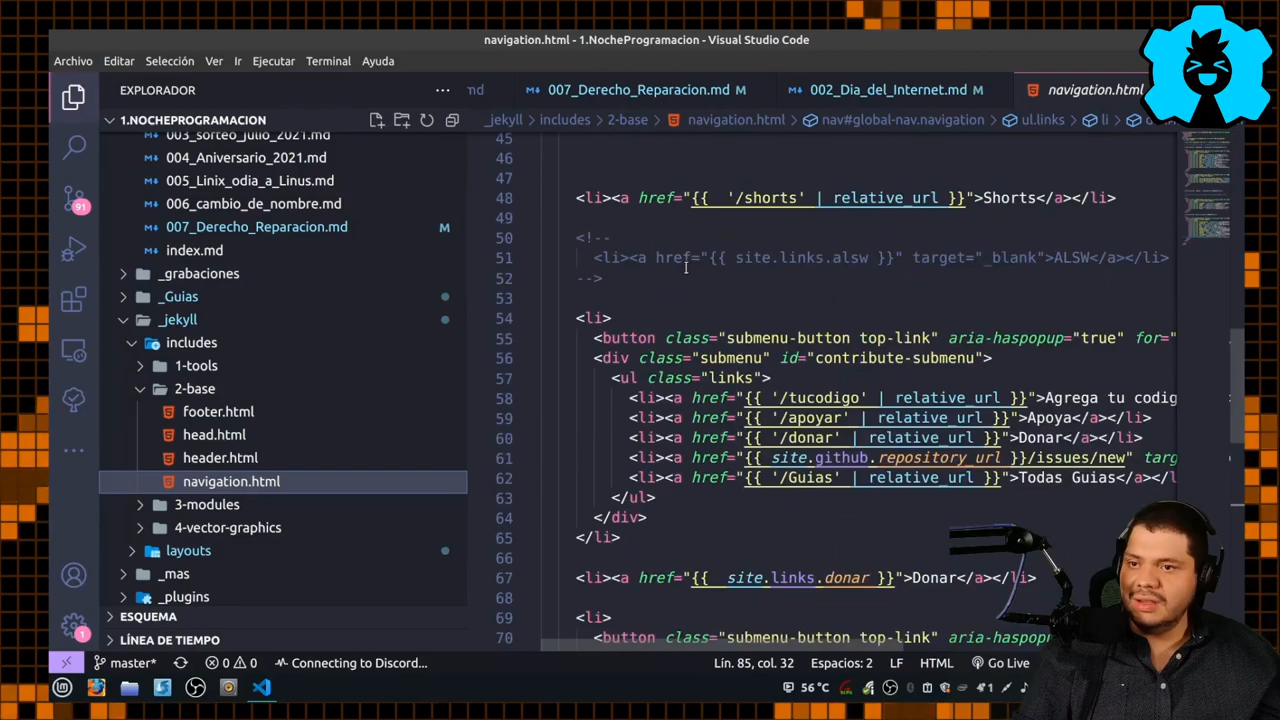 navigation.html - 1.NocheProgramacion - Visual Studio Code
Archivo Editar Selección Ver Ir Ejecutar Terminal Ayuda
EXPLORADOR
md
007_Derecho_Reparacion.md M
002_Dia_del_Internet.md M
navigation.html
1.NOCHEPROGRAMACION
_jekyll includes 2-base navigation.html nav#global-nav.navigation ul.links li
003_sorteo_julio_2021.md
004_Aniversario_2021.md
005_Linix_odia_a_Linus.md
006_cambio_de_nombre.md
007_Derecho_Reparacion.md M
index.md
_grabaciones
_Guias
_jekyll
includes
1-tools
2-base
footer.html
head.html
header.html
navigation.html
3-modules
4-vector-graphics
layouts
_mas
_plugins
ESQUEMA
LÍNEA DE TIEMPO
91
1
45
46
47
48 <li><a href="{{  '/shorts' | relative_url }}">Shorts</a></li>
49
50 <!--
51 <li><a href="{{ site.links.alsw }}" target="_blank">ALSW</a></li>
52 -->
53
54 <li>
55 <button class="submenu-button top-link" aria-haspopup="true" for="
56 <div class="submenu" id="contribute-submenu">
57 <ul class="links">
58 <li><a href="{{ '/tucodigo' | relative_url }}">Agrega tu codig
59 <li><a href="{{ '/apoyar' | relative_url }}">Apoya</a></li>
60 <li><a href="{{ '/donar' | relative_url }}">Donar</a></li>
61 <li><a href="{{ site.github.repository_url }}/issues/new" targ
62 <li><a href="{{ '/Guias' | relative_url }}">Todas Guias</a></l
63 </ul>
64 </div>
65 </li>
66
67 <li><a href="{{  site.links.donar }}">Donar</a></li>
68
69 <li>
70 <button class="submenu-button top-link" aria-haspopu
master* 0 0 Connecting to Discord... Lín. 85, col. 32 Espacios: 2 LF HTML Go Live
56 °C 1